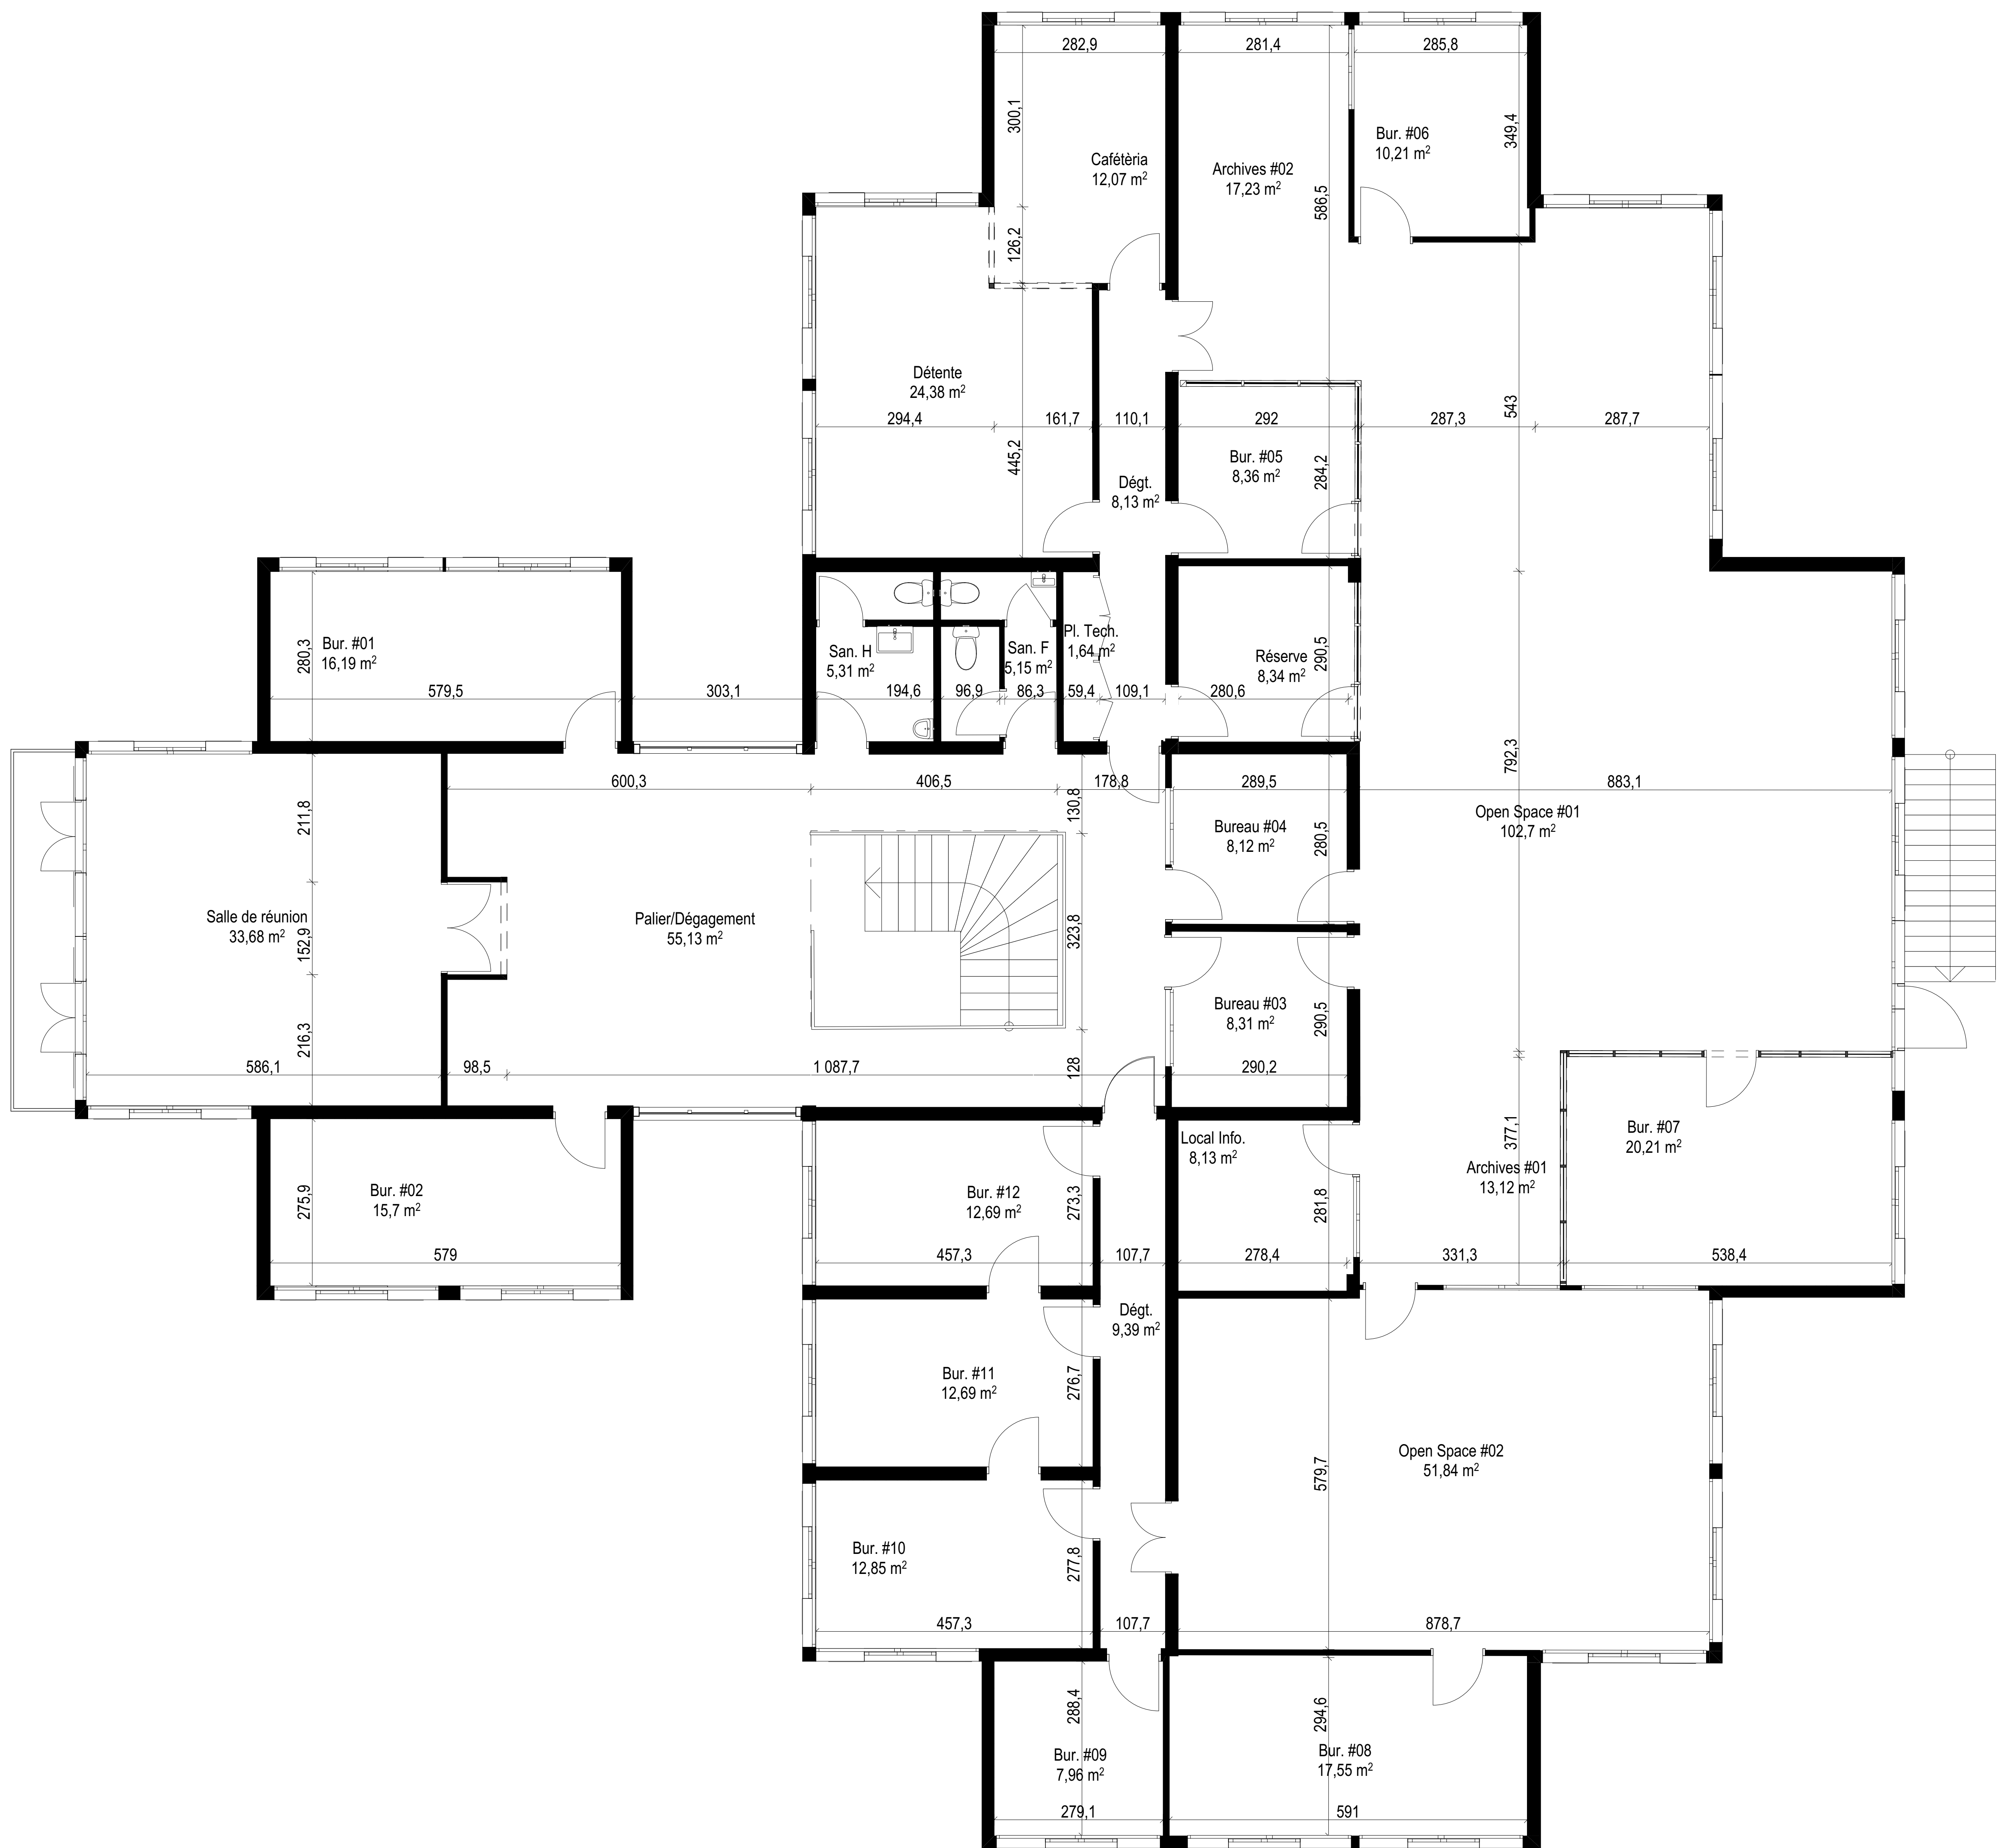 282,9
281,4
285,8
300,1
349,4
Bur. #06
10,21 m²
Cafétèria
12,07 m²
Archives #02
17,23 m²
586,5
126,2
Détente
24,38 m²
543
294,4
161,7
110,1
292
287,3
287,7
445,2
Bur. #05
8,36 m²
284,2
Dégt.
8,13 m²
Bur. #01
16,19 m²
280,3
San. H
5,31 m²
San. F
5,15 m²
Pl. Tech.
1,64 m²
Réserve
8,34 m²
290,5
579,5
303,1
194,6
96,9
86,3
59,4
109,1
280,6
792,3
600,3
406,5
178,8
289,5
883,1
130,8
211,8
Open Space #01
102,7 m²
Bureau #04
8,12 m²
280,5
Salle de réunion
33,68 m²
152,9
Palier/Dégagement
55,13 m²
323,8
Bureau #03
8,31 m²
290,5
216,3
586,1
98,5
1 087,7
128
290,2
377,1
Bur. #07
20,21 m²
Local Info.
8,13 m²
Archives #01
13,12 m²
Bur. #02
15,7 m²
275,9
Bur. #12
12,69 m²
273,3
281,8
579
457,3
107,7
278,4
331,3
538,4
Dégt.
9,39 m²
Bur. #11
12,69 m²
276,7
Open Space #02
51,84 m²
579,7
Bur. #10
12,85 m²
277,8
457,3
107,7
878,7
288,4
294,6
Bur. #09
7,96 m²
Bur. #08
17,55 m²
279,1
591